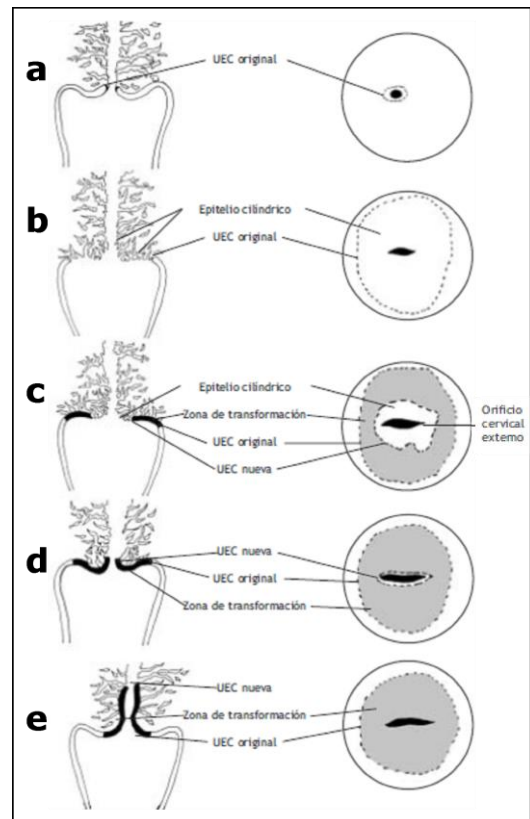 a
UEC original
b
Epitelio cilíndrico
UEC original
c
Epitelio cilíndrico
Zona de transformación
UEC original
UEC nueva
Orificio
cervical
externo
d
UEC nueva
UEC original
Zona de transformación
e
UEC nueva
Zona de transformación
UEC original